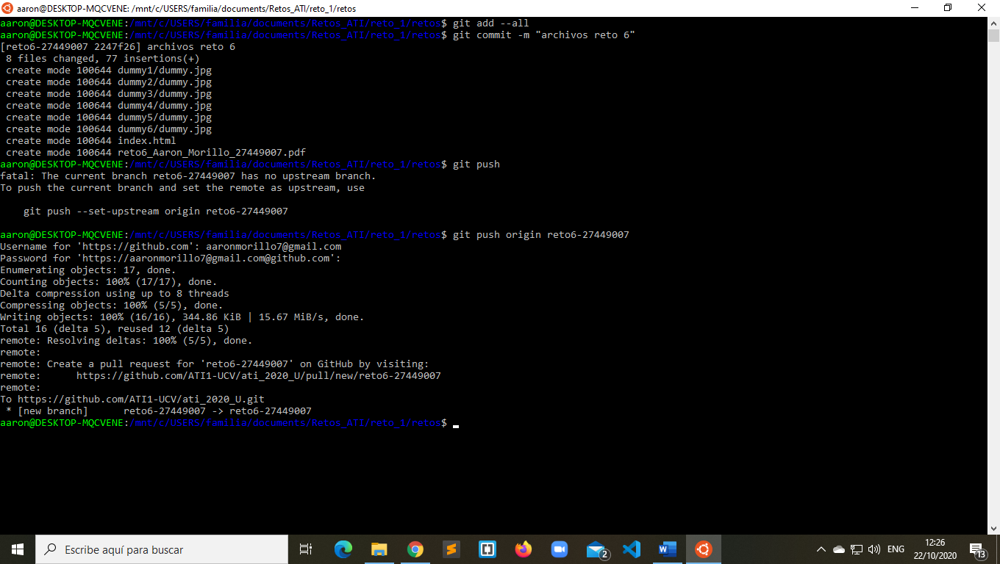 aaron@DESKTOP-MQCVENE: /mnt/c/USERS/familia/documents/Retos_ATI/reto_1/retos
aaron@DESKTOP-MQCVENE:/mnt/c/USERS/familia/documents/Retos_ATI/reto_1/retos$ git add --all
aaron@DESKTOP-MQCVENE:/mnt/c/USERS/familia/documents/Retos_ATI/reto_1/retos$ git commit -m "archivos reto 6"
[reto6-27449007 2247f26] archivos reto 6
 8 files changed, 77 insertions(+)
 create mode 100644 dummy1/dummy.jpg
 create mode 100644 dummy2/dummy.jpg
 create mode 100644 dummy3/dummy.jpg
 create mode 100644 dummy4/dummy.jpg
 create mode 100644 dummy5/dummy.jpg
 create mode 100644 dummy6/dummy.jpg
 create mode 100644 index.html
 create mode 100644 reto6_Aaron_Morillo_27449007.pdf
aaron@DESKTOP-MQCVENE:/mnt/c/USERS/familia/documents/Retos_ATI/reto_1/retos$ git push
fatal: The current branch reto6-27449007 has no upstream branch.
To push the current branch and set the remote as upstream, use
    git push --set-upstream origin reto6-27449007
aaron@DESKTOP-MQCVENE:/mnt/c/USERS/familia/documents/Retos_ATI/reto_1/retos$ git push origin reto6-27449007
Username for 'https://github.com': aaronmorillo7@gmail.com
Password for 'https://aaronmorillo7@gmail.com@github.com':
Enumerating objects: 17, done.
Counting objects: 100% (17/17), done.
Delta compression using up to 8 threads
Compressing objects: 100% (5/5), done.
Writing objects: 100% (16/16), 344.86 KiB | 15.67 MiB/s, done.
Total 16 (delta 5), reused 12 (delta 5)
remote: Resolving deltas: 100% (5/5), done.
remote:
remote: Create a pull request for 'reto6-27449007' on GitHub by visiting:
remote:      https://github.com/ATI1-UCV/ati_2020_U/pull/new/reto6-27449007
remote:
To https://github.com/ATI1-UCV/ati_2020_U.git
 * [new branch]      reto6-27449007 -> reto6-27449007
aaron@DESKTOP-MQCVENE:/mnt/c/USERS/familia/documents/Retos_ATI/reto_1/retos$
Escribe aquí para buscar
2
ENG
12:26
22/10/2020
13